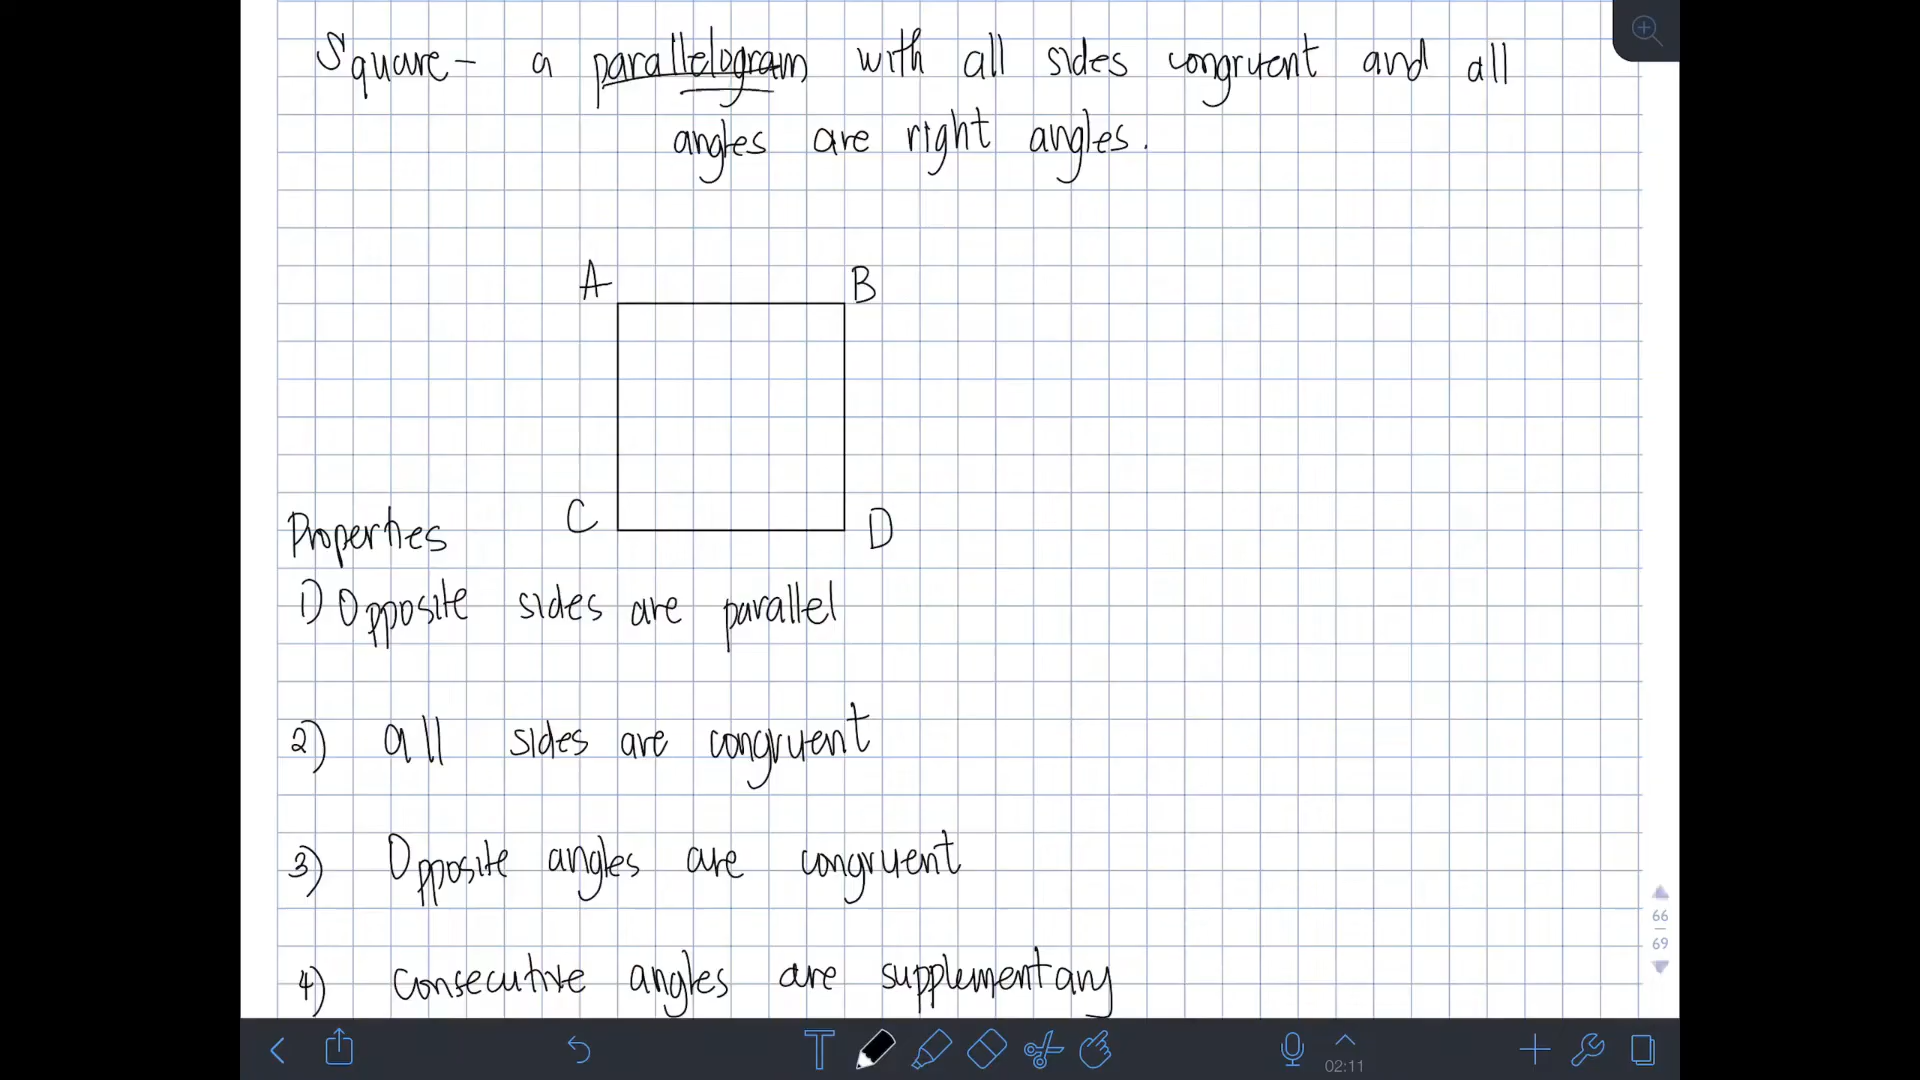 Square - a parallelogram with all sides congruent and all
angles are right angles.
A B
C D
Properties
1) Opposite sides are parallel
2) all sides are congruent
3) Opposite angles are congruent
4) consecutive angles are supplementary
66
69
T
02:11